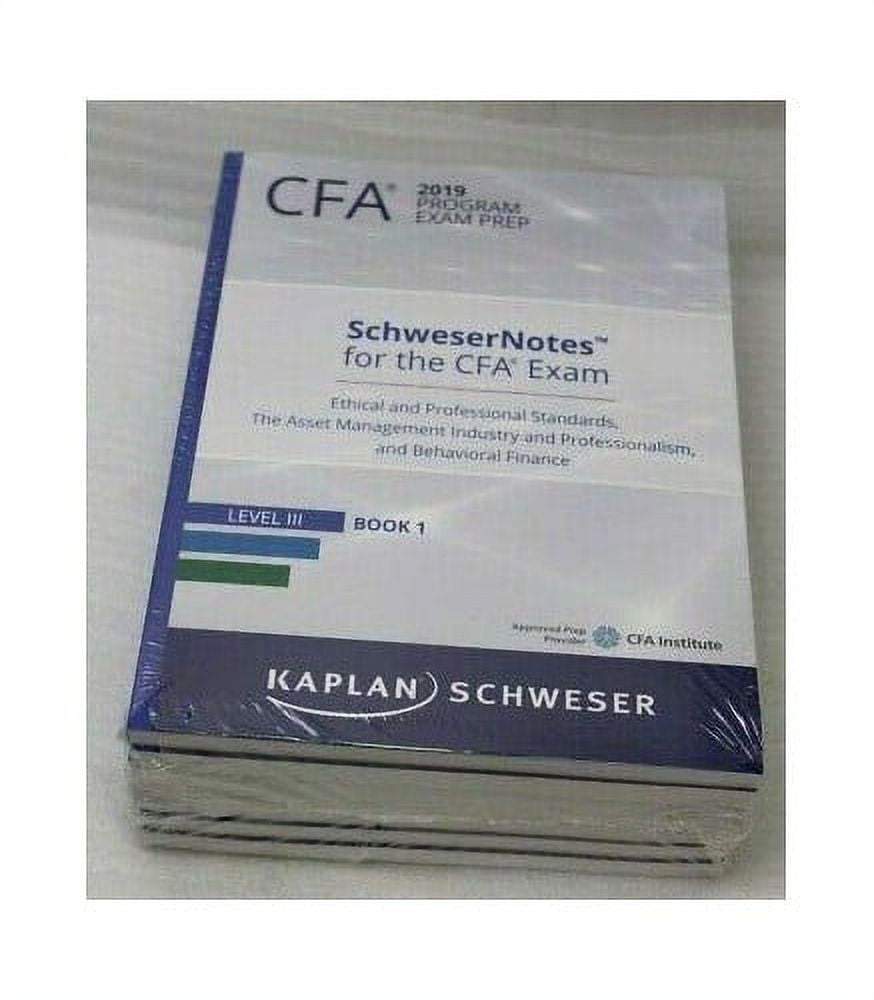 CFA® 2019
PROGRAM
EXAM PREP
SchweserNotes™
for the CFA® Exam
Ethical and Professional Standards,
The Asset Management Industry and Professionalism,
and Behavioral Finance
LEVEL III
BOOK 1
Approved Prep
Provider
CFA Institute
KAPLAN SCHWESER